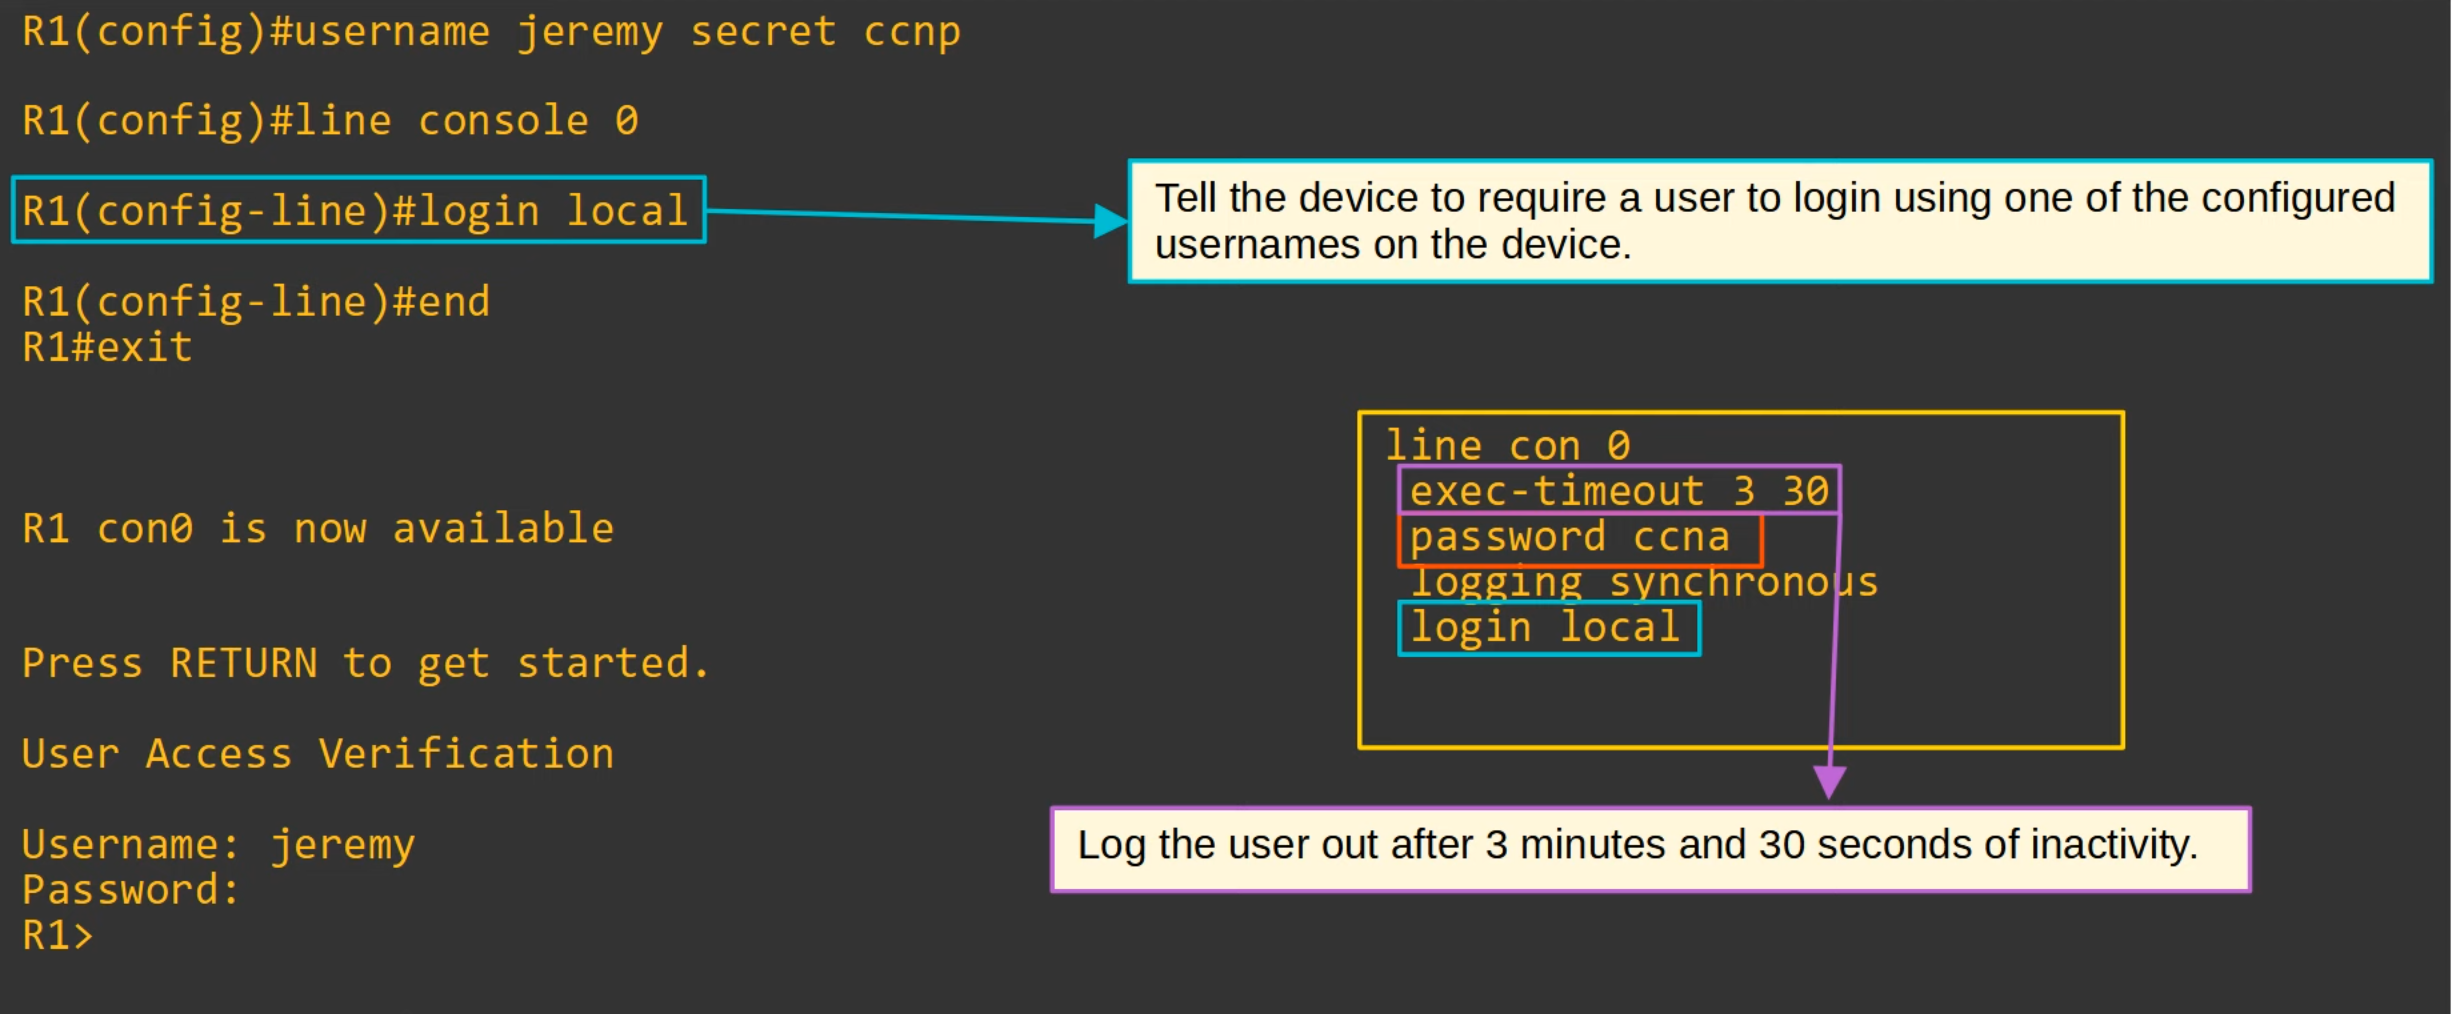 R1(config)#username jeremy secret ccnp
R1(config)#line console 0
R1(config-line)#login local
Tell the device to require a user to login using one of the configured
usernames on the device.
R1(config-line)#end
R1#exit
R1 con0 is now available
Press RETURN to get started.
User Access Verification
Username: jeremy
Password:
R1>
line con 0
exec-timeout 3 30
password ccna
logging synchronous
login local
Log the user out after 3 minutes and 30 seconds of inactivity.